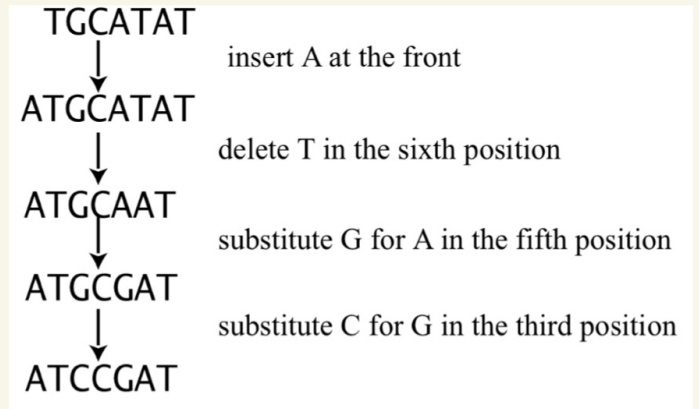 TGCATAT
insert A at the front
ATGCATAT
delete T in the sixth position
ATGCAAT
substitute G for A in the fifth position
ATGCGAT
substitute C for G in the third position
ATCCGAT